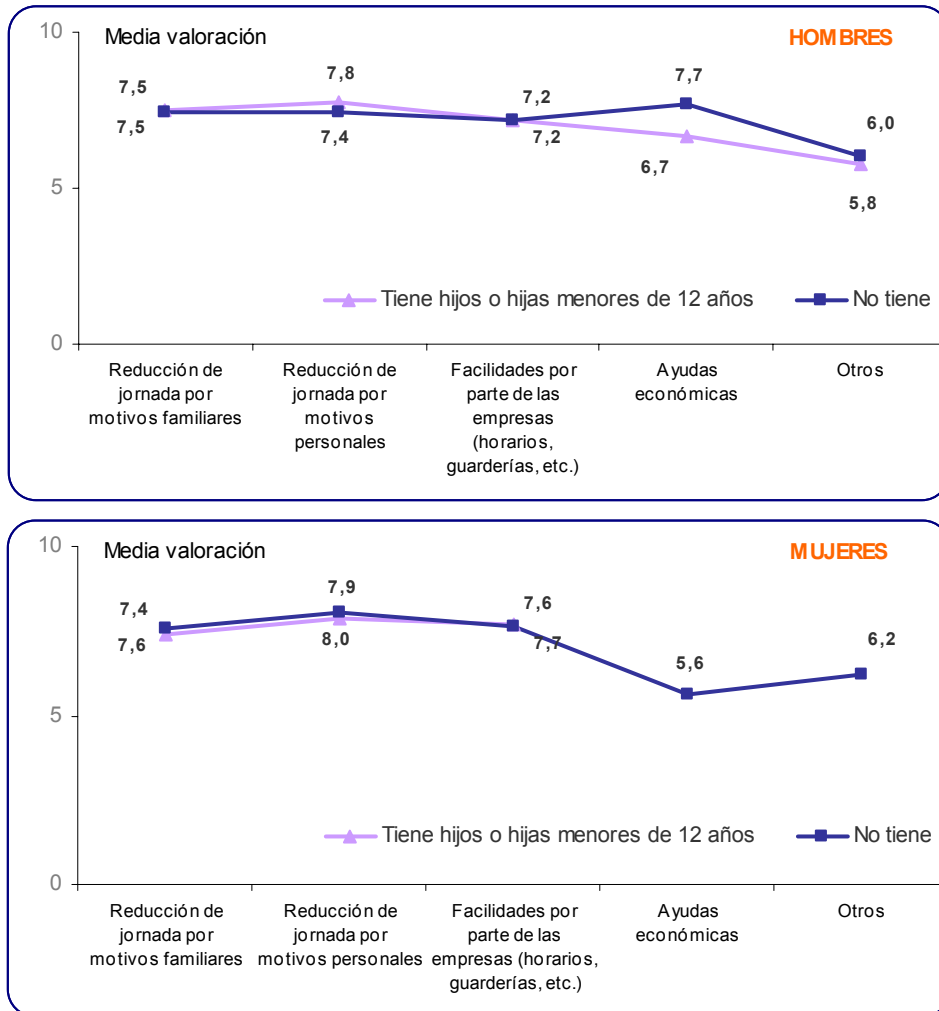 10
Media valoración
HOMBRES
7,5
7,8
7,2
7,7
6,0
7,5
7,4
7,2
6,7
5,8
5
Tiene hijos o hijas menores de 12 años
No tiene
0
Reducción de
jornada por
motivos familiares
Reducción de
jornada por
motivos
personales
Facilidades por
parte de las
empresas
(horarios,
guarderías, etc.)
Ayudas
económicas
Otros
10
Media valoración
MUJERES
7,4
7,9
7,6
7,6
8,0
7,7
5,6
6,2
5
Tiene hijos o hijas menores de 12 años
No tiene
0
Reducción de
jornada por
motivos familiares
Reducción de
jornada por
motivos personales
Facilidades por
parte de las
empresas (horarios,
guarderías, etc.)
Ayudas
económicas
Otros